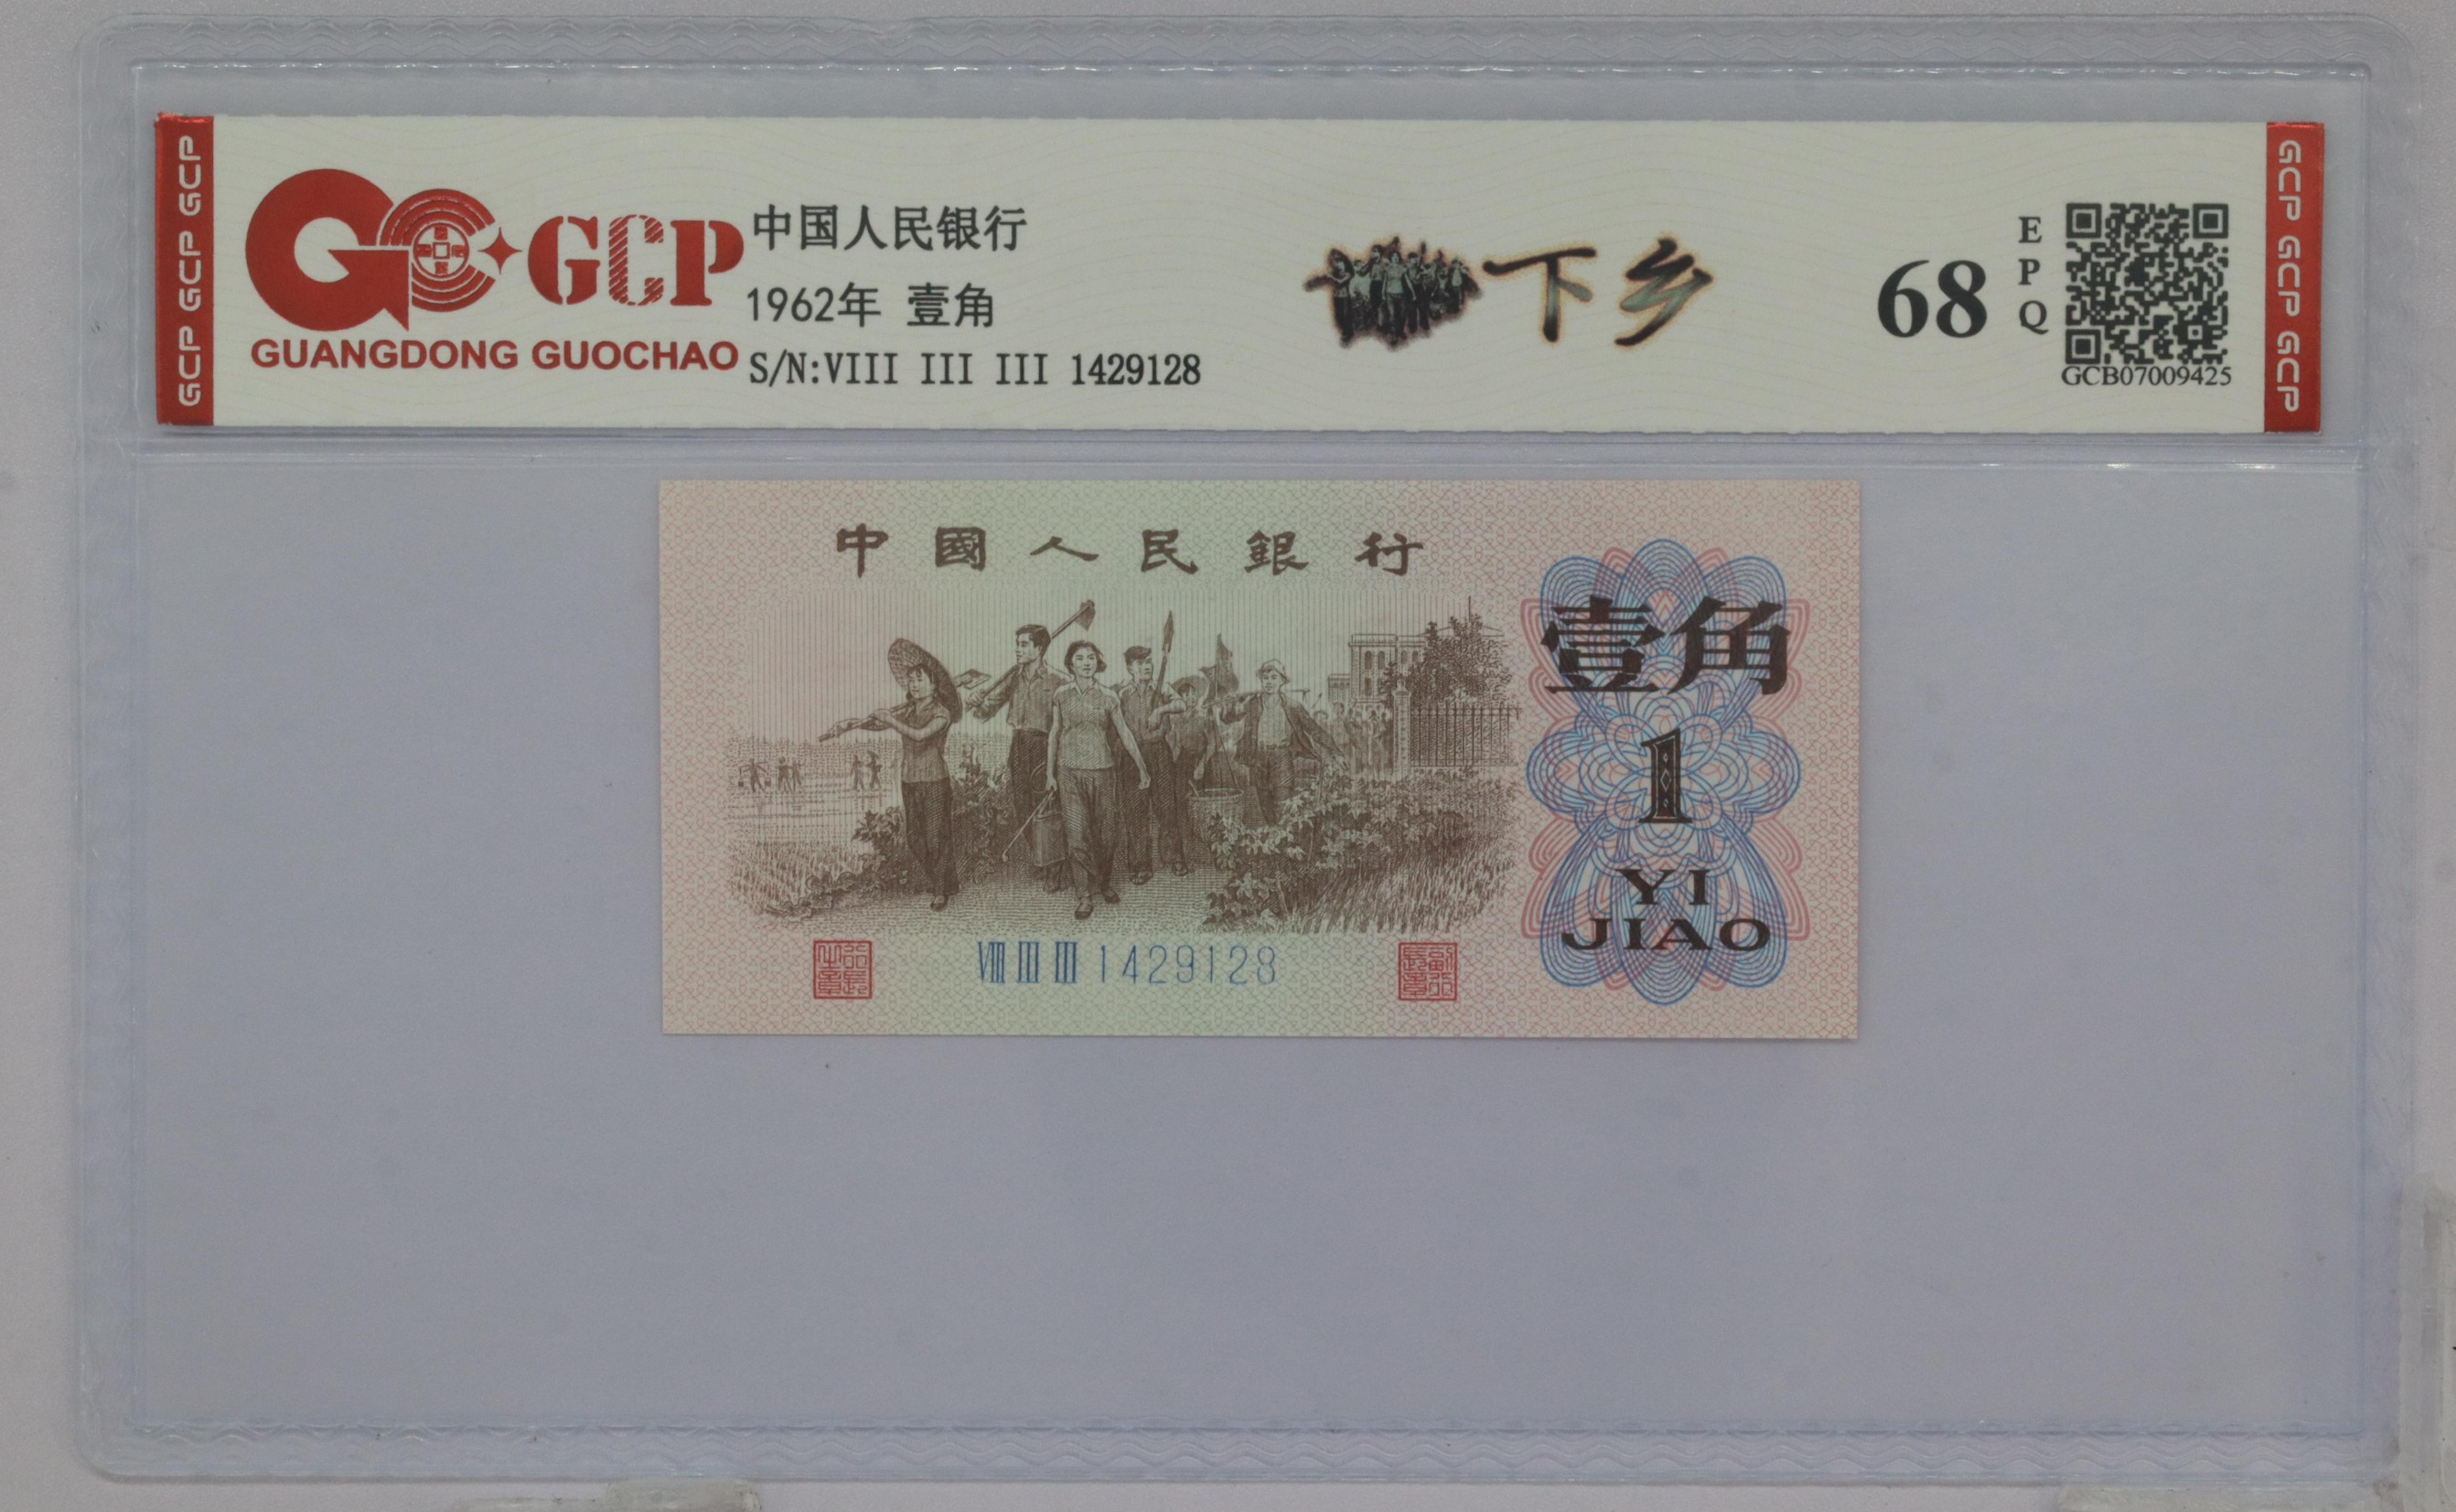 GCP GCP GCP
GCP
GUANGDONG GUOCHAO
中国人民银行
1962年 壹角
S/N:VIII III III 1429128
下乡
68
E
P
Q
GCB07009425
GCP GCP GCP
中國人民銀行
壹角
1
YI
JIAO
VIII III III 1429128